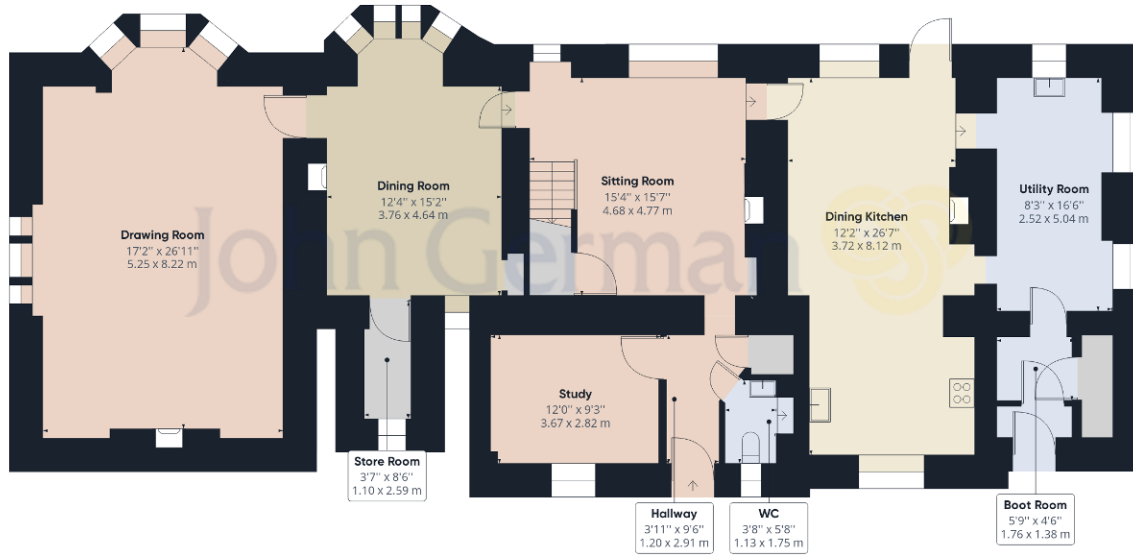 Drawing Room
17'2" x 26'11"
5.25 x 8.22 m
Dining Room
12'4" x 15'2"
3.76 x 4.64 m
Sitting Room
15'4" x 15'7"
4.68 x 4.77 m
Dining Kitchen
12'2" x 26'7"
3.72 x 8.12 m
Utility Room
8'3" x 16'6"
2.52 x 5.04 m
John German
Study
12'0" x 9'3"
3.67 x 2.82 m
Store Room
3'7" x 8'6"
1.10 x 2.59 m
Hallway
3'11" x 9'6"
1.20 x 2.91 m
WC
3'8" x 5'8"
1.13 x 1.75 m
Boot Room
5'9" x 4'6"
1.76 x 1.38 m